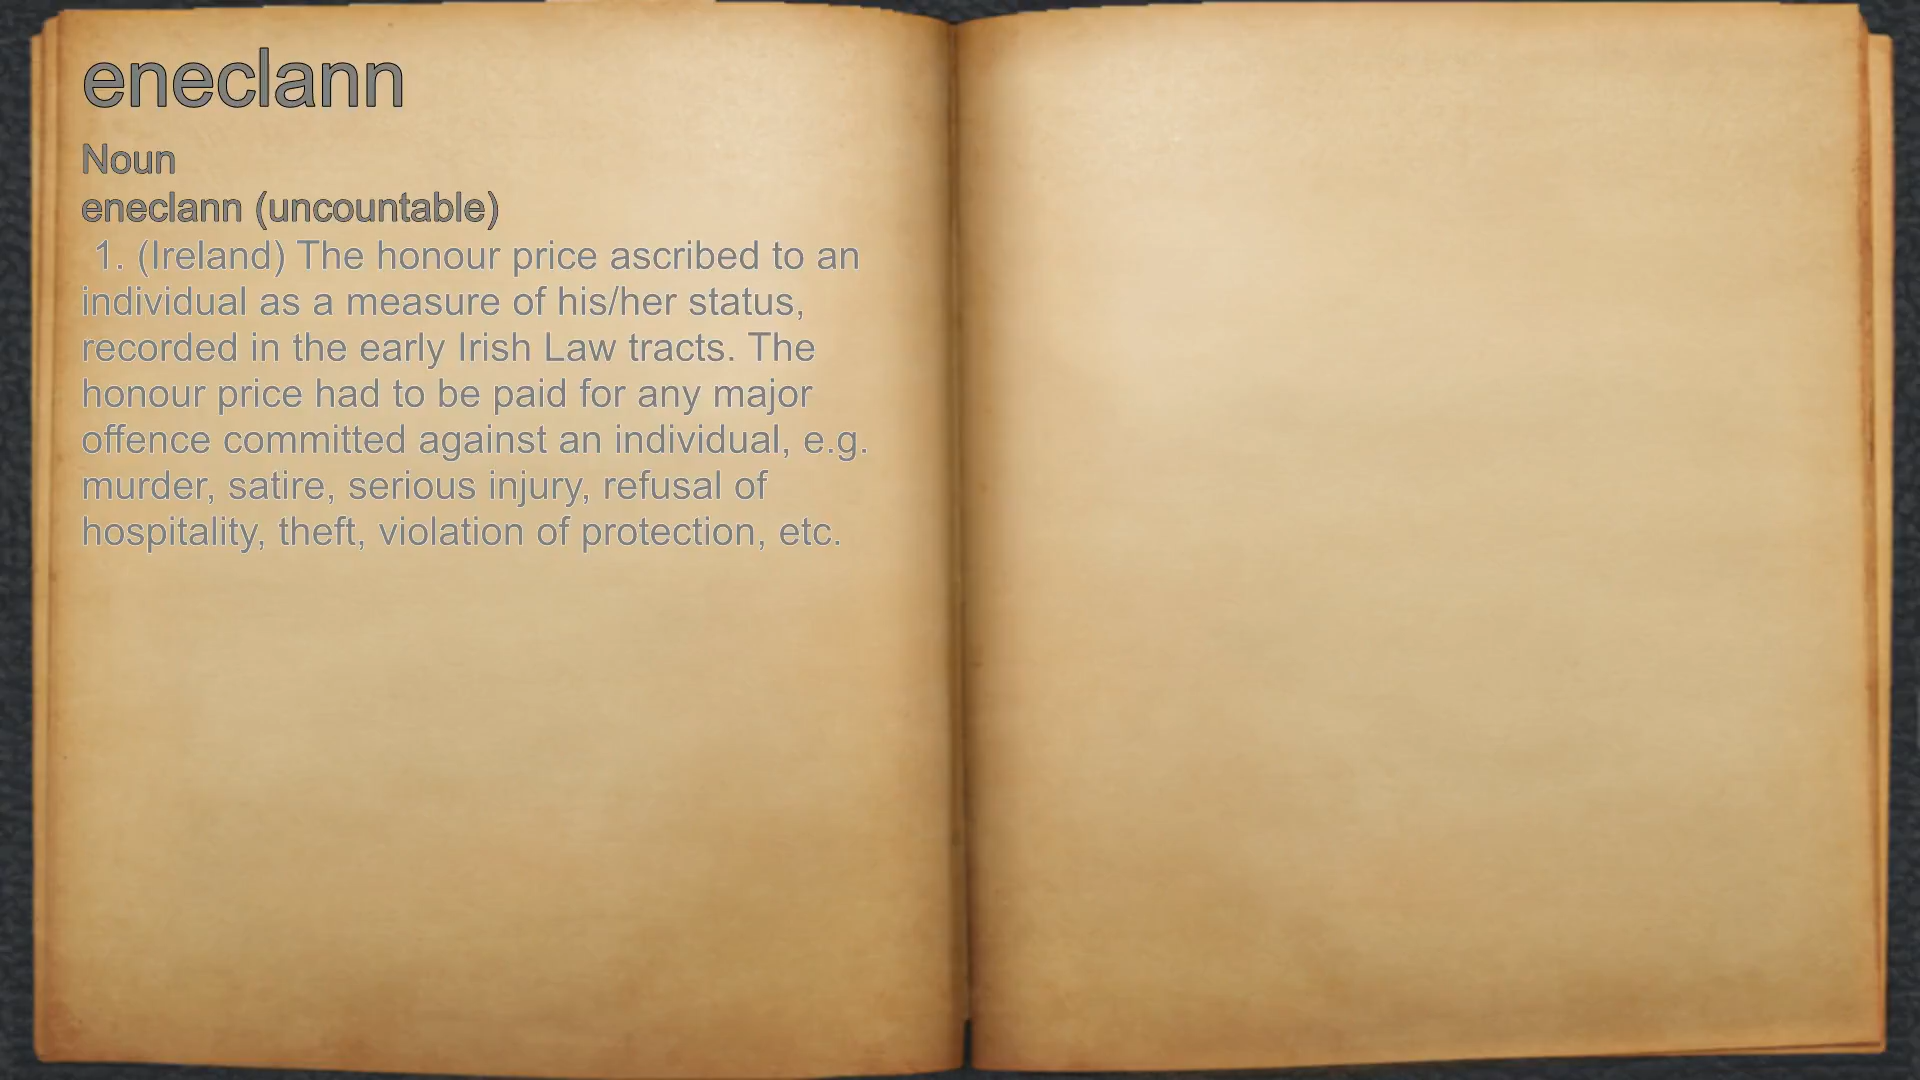 eneclann
Noun
eneclann (uncountable)
1. (Ireland) The honour price ascribed to an
individual as a measure of his/her status,
recorded in the early Irish Law tracts. The
honour price had to be paid for any major
offence committed against an individual, e.g.
murder, satire, serious injury, refusal of
hospitality, theft, violation of protection, etc.